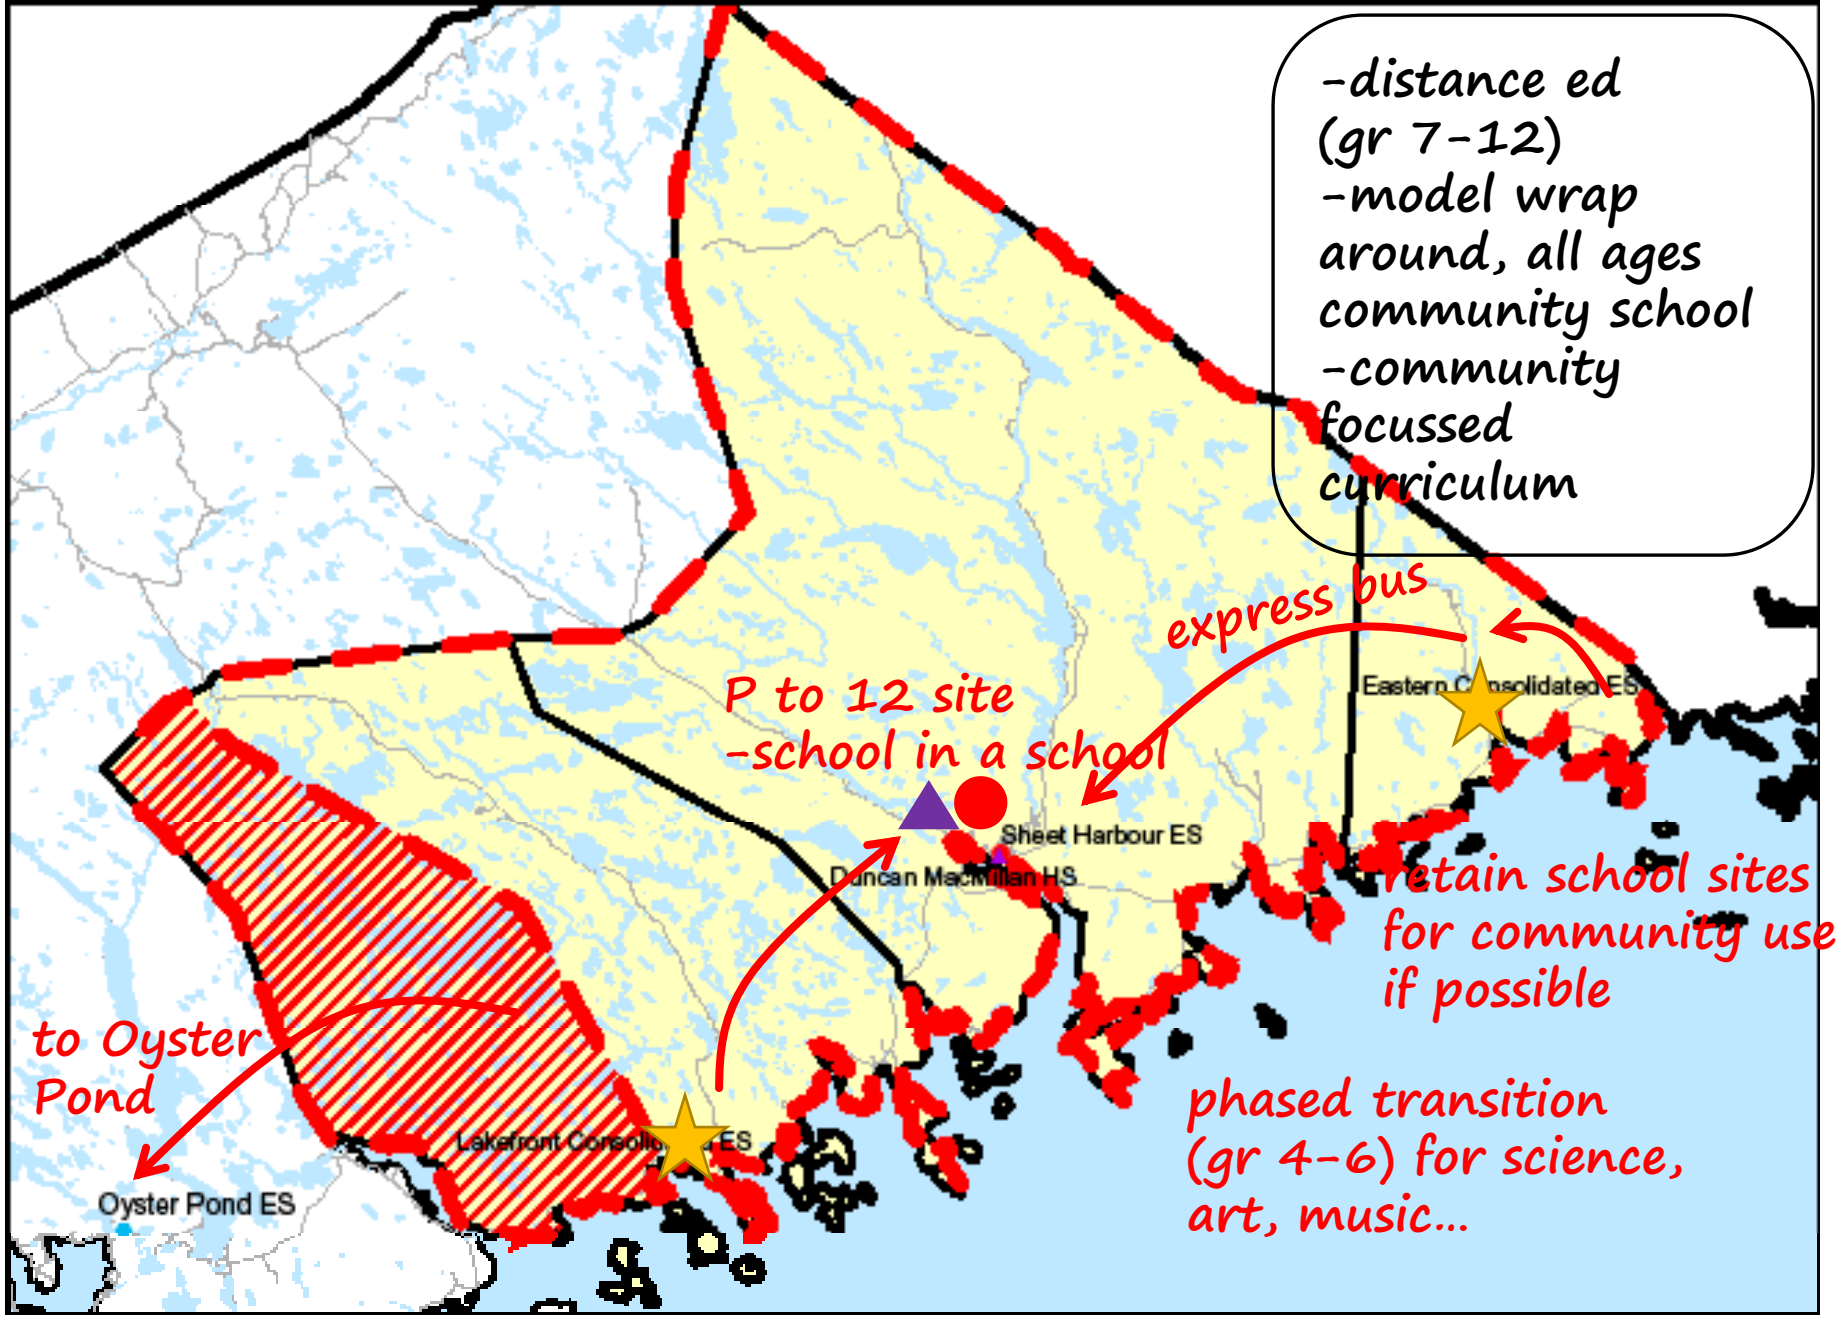 -distance ed
(gr 7-12)
-model wrap
around, all ages
community school
-community
focussed
curriculum
express bus
Eastern Consolidated ES
P to 12 site
-school in a school
Sheet Harbour ES
Duncan MacMillan HS
retain school sites
for community use
if possible
to Oyster
Pond
phased transition
(gr 4-6) for science,
art, music...
Lakefront Consolidated ES
Oyster Pond ES